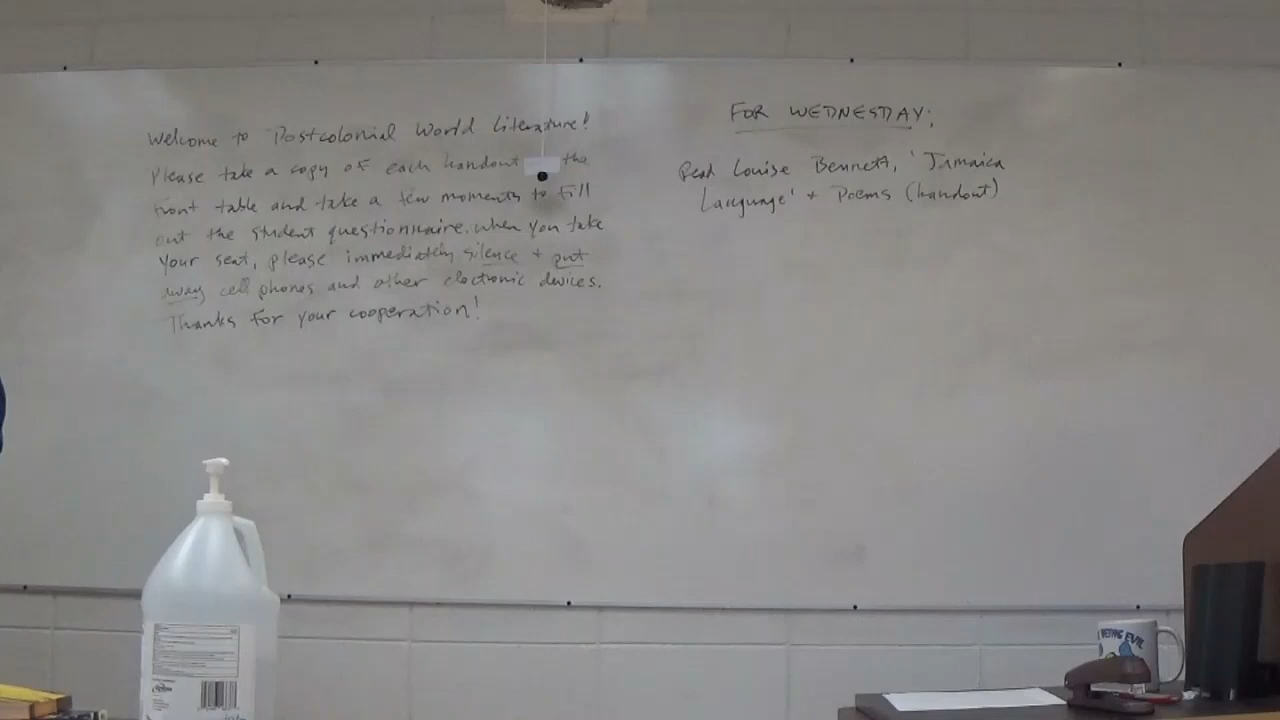 Welcome to Postcolonial World Literature!
Please take a copy of each handout the
front table and take a few moments to fill
out the student questionnaire. When you take
your seat, please immediately silence + put
away cell phones and other electronic devices.
Thanks for your cooperation!
FOR WEDNESDAY:
Read Louise Bennett, 'Jamaica
Language' + Poems (handout)
BEING EVIL